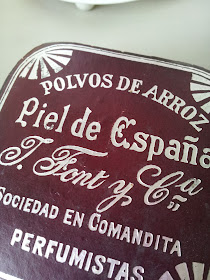 POLVOS DE ARROZ
Piel de España
J. Font y Cª
SOCIEDAD EN COMANDITA
PERFUMISTAS